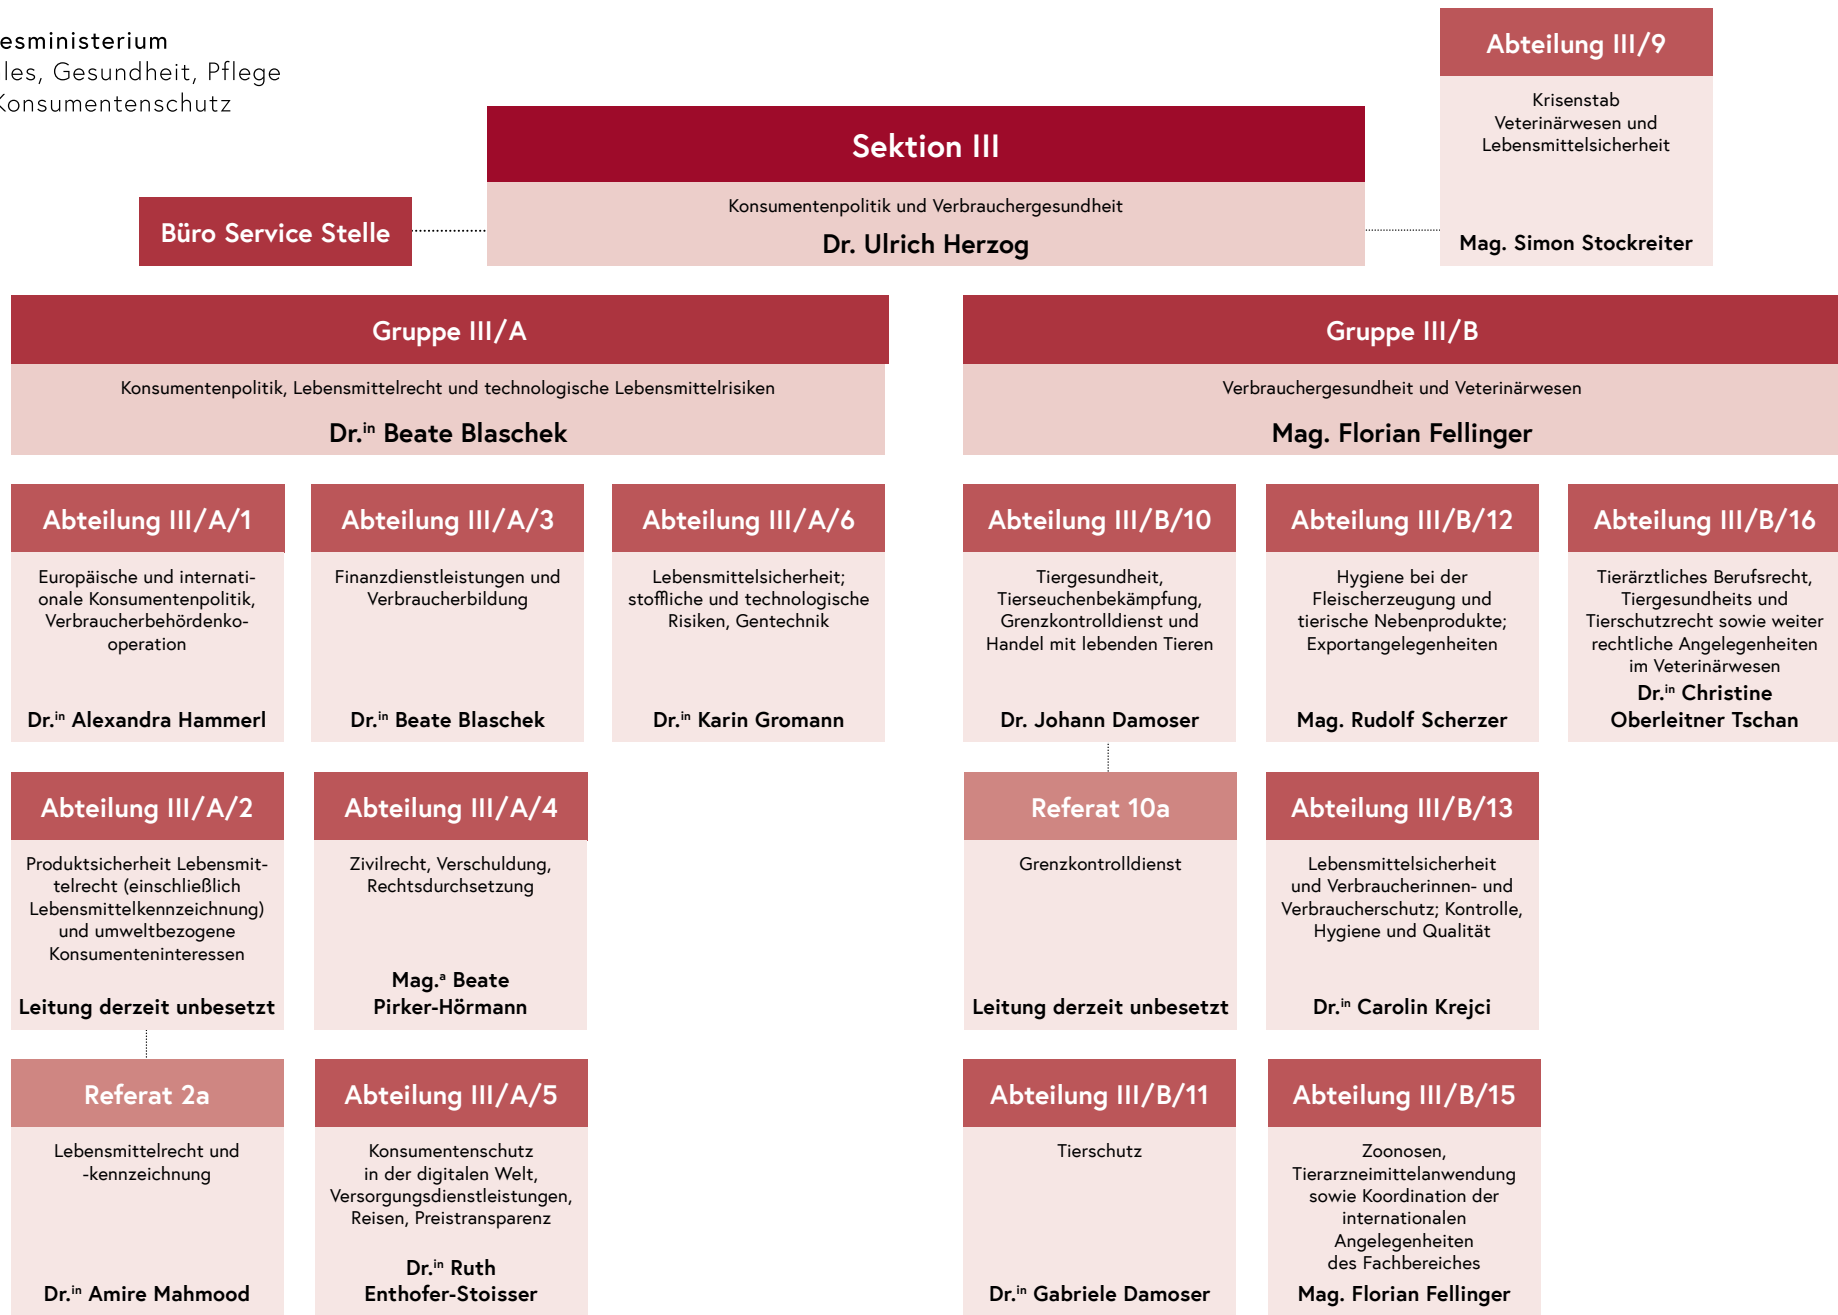 esministerium
les, Gesundheit, Pflege
Konsumentenschutz
Abteilung III/9
Krisenstab
Veterinärwesen und
Lebensmittelsicherheit
Mag. Simon Stockreiter
Sektion III
Konsumentenpolitik und Verbrauchergesundheit
Dr. Ulrich Herzog
Büro Service Stelle
Gruppe III/A
Konsumentenpolitik, Lebensmittelrecht und technologische Lebensmittelrisiken
Dr.ⁱⁿ Beate Blaschek
Gruppe III/B
Verbrauchergesundheit und Veterinärwesen
Mag. Florian Fellinger
Abteilung III/A/1
Europäische und internati-
onale Konsumentenpolitik,
Verbraucherbehördenko-
operation
Dr.ⁱⁿ Alexandra Hammerl
Abteilung III/A/3
Finanzdienstleistungen und
Verbraucherbildung
Dr.ⁱⁿ Beate Blaschek
Abteilung III/A/6
Lebensmittelsicherheit;
stoffliche und technologische
Risiken, Gentechnik
Dr.ⁱⁿ Karin Gromann
Abteilung III/B/10
Tiergesundheit,
Tierseuchenbekämpfung,
Grenzkontrolldienst und
Handel mit lebenden Tieren
Dr. Johann Damoser
Abteilung III/B/12
Hygiene bei der
Fleischerzeugung und
tierische Nebenprodukte;
Exportangelegenheiten
Mag. Rudolf Scherzer
Abteilung III/B/16
Tierärztliches Berufsrecht,
Tiergesundheits und
Tierschutzrecht sowie weiter
rechtliche Angelegenheiten
im Veterinärwesen
Dr.ⁱⁿ Christine
Oberleitner Tschan
Abteilung III/A/2
Produktsicherheit Lebensmit-
telrecht (einschließlich
Lebensmittelkennzeichnung)
und umweltbezogene
Konsumenteninteressen
Leitung derzeit unbesetzt
Abteilung III/A/4
Zivilrecht, Verschuldung,
Rechtsdurchsetzung
Mag.ᵃ Beate
Pirker-Hörmann
Referat 10a
Grenzkontrolldienst
Leitung derzeit unbesetzt
Abteilung III/B/13
Lebensmittelsicherheit
und Verbraucherinnen- und
Verbraucherschutz; Kontrolle,
Hygiene und Qualität
Dr.ⁱⁿ Carolin Krejci
Referat 2a
Lebensmittelrecht und
-kennzeichnung
Dr.ⁱⁿ Amire Mahmood
Abteilung III/A/5
Konsumentenschutz
in der digitalen Welt,
Versorgungsdienstleistungen,
Reisen, Preistransparenz
Dr.ⁱⁿ Ruth
Enthofer-Stoisser
Abteilung III/B/11
Tierschutz
Dr.ⁱⁿ Gabriele Damoser
Abteilung III/B/15
Zoonosen,
Tierarzneimittelanwendung
sowie Koordination der
internationalen
Angelegenheiten
des Fachbereiches
Mag. Florian Fellinger